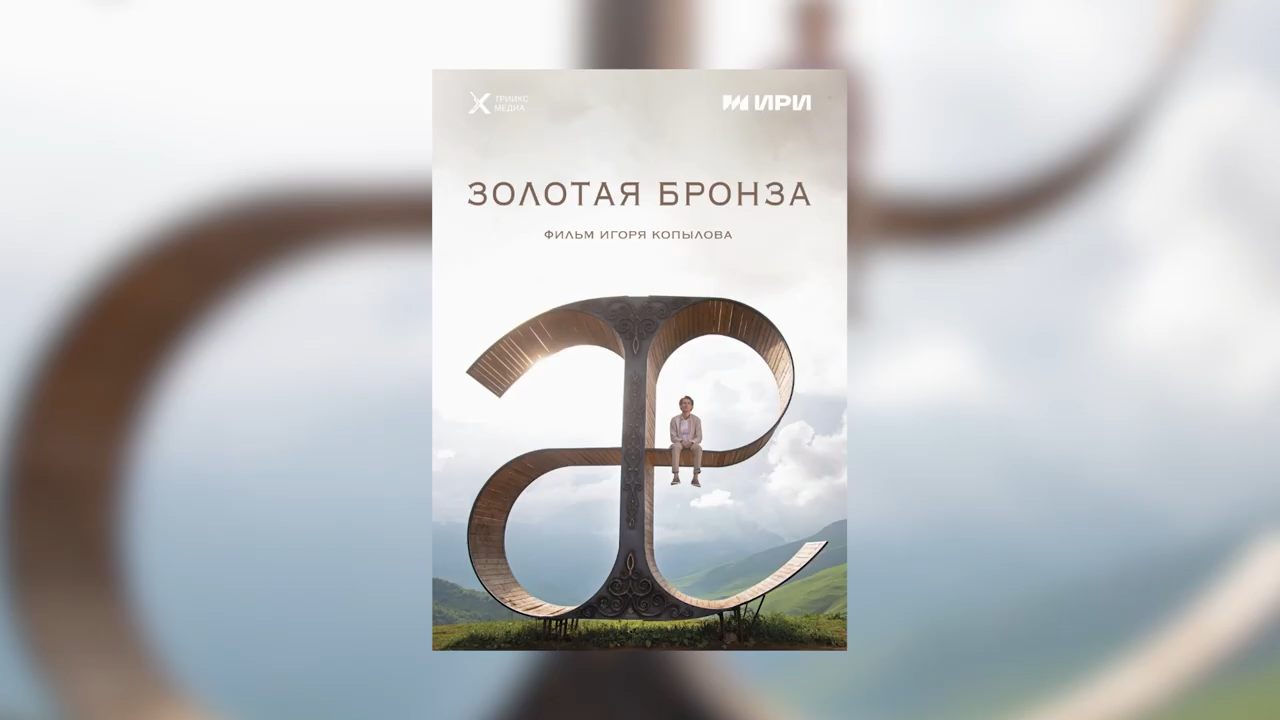 ТРИИКС
МЕДИА
ИРИ
ЗОЛОТАЯ БРОНЗА
ФИЛЬМ ИГОРЯ КОПЫЛОВА
Æ